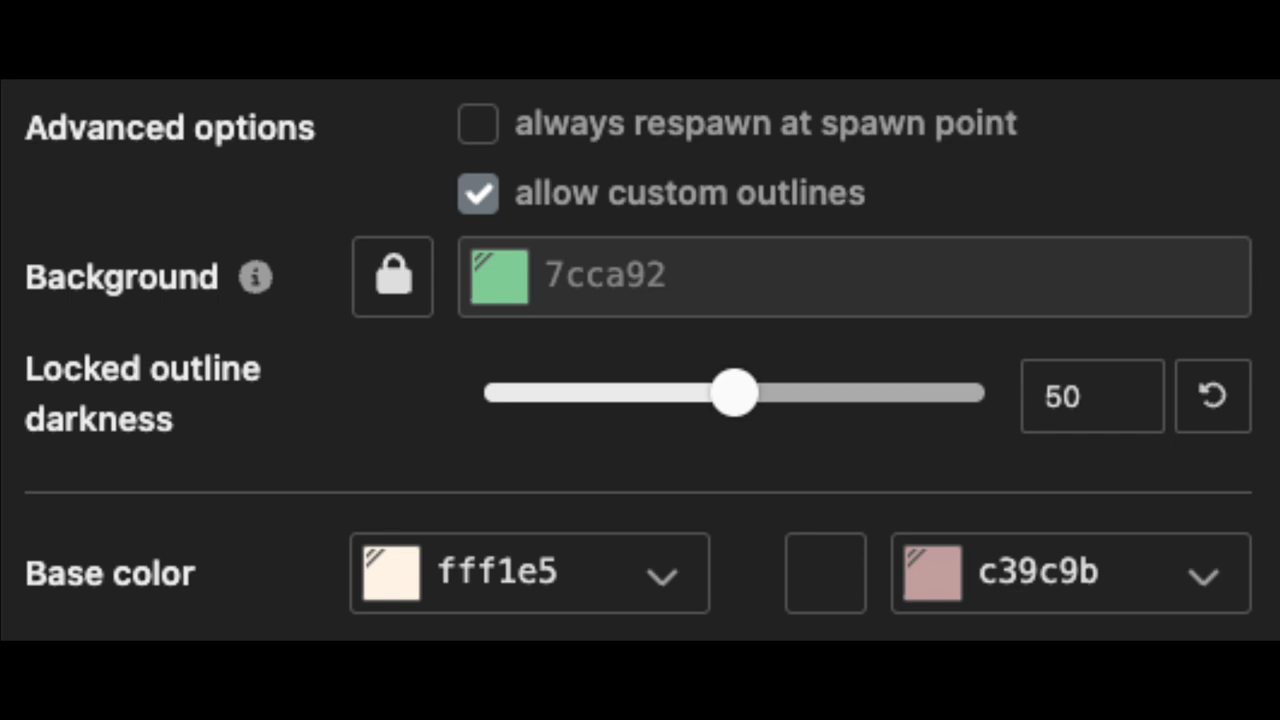 Advanced options
always respawn at spawn point
allow custom outlines
Background
7cca92
Locked outline
darkness
50
Base color
fff1e5
c39c9b